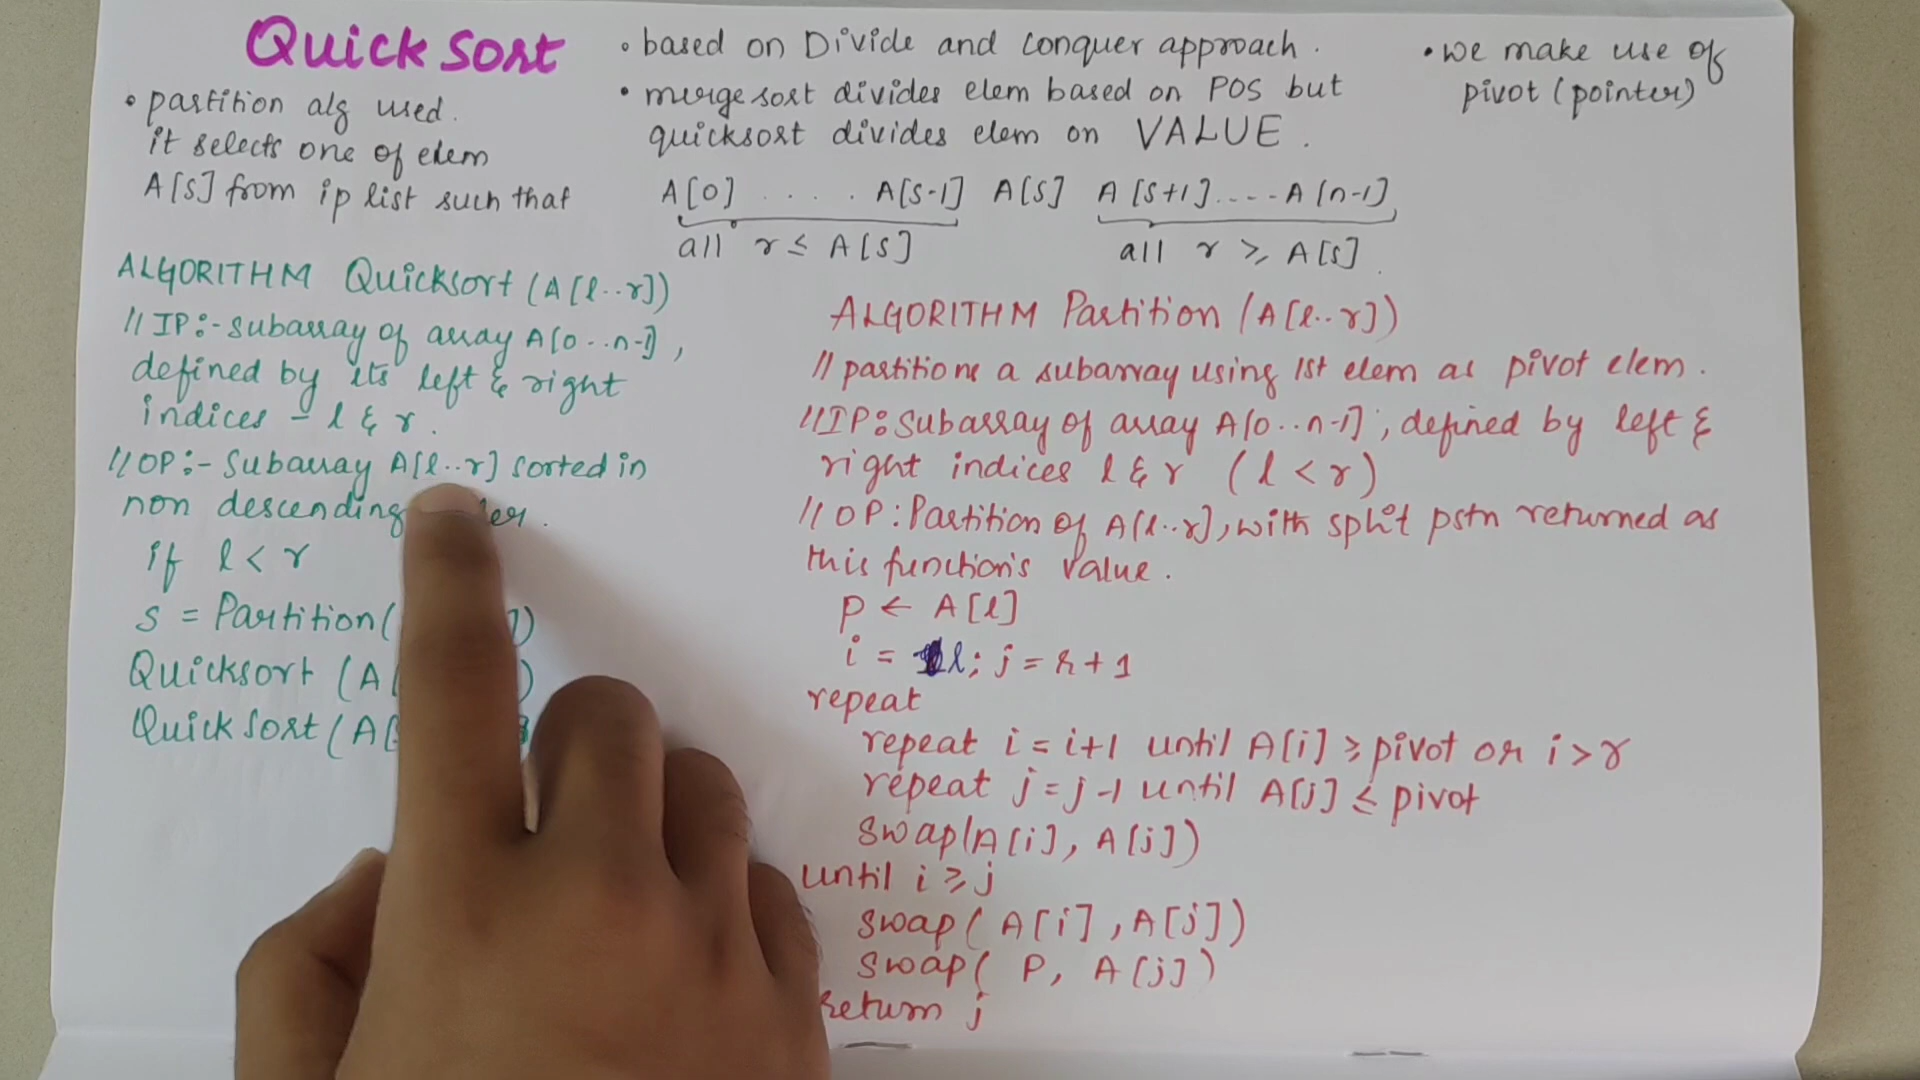 Quick Sort
• based on Divide and Conquer approach.
• we make use of
pivot (pointer)
• partition alg used.
it selects one of elem
A[S] from ip list such that
• merge sort divides elem based on POS but
quicksort divides elem on VALUE.
A[0] .... A[S-1] A[S] A[S+1]....A[n-1]
all r ≤ A[S] all r ≥ A[S].
ALGORITHM Quicksort (A[l..r])
// IP:- subarray of array A[0..n-1],
defined by its left & right
indices - l & r.
// OP:- Subarray A[l..r] sorted in
non descending
if l < r
s = Partition(
Quicksort (A[
QuickSort (A[
ALGORITHM Partition (A[l..r])
// partitions a subarray using 1st elem as pivot elem.
// IP: Subarray of array A[0..n-1], defined by left &
right indices l & r (l < r)
// OP: Partition of A[l..r], with split pstn returned as
this function's value.
P ← A[l]
i = l; j = r+1
repeat
repeat i = i+1 until A[i] ≥ pivot or i > r
repeat j = j-1 until A[j] ≤ pivot
swap(A[i], A[j])
until i ≥ j
swap( A[i], A[j])
swap( P, A[j])
return j